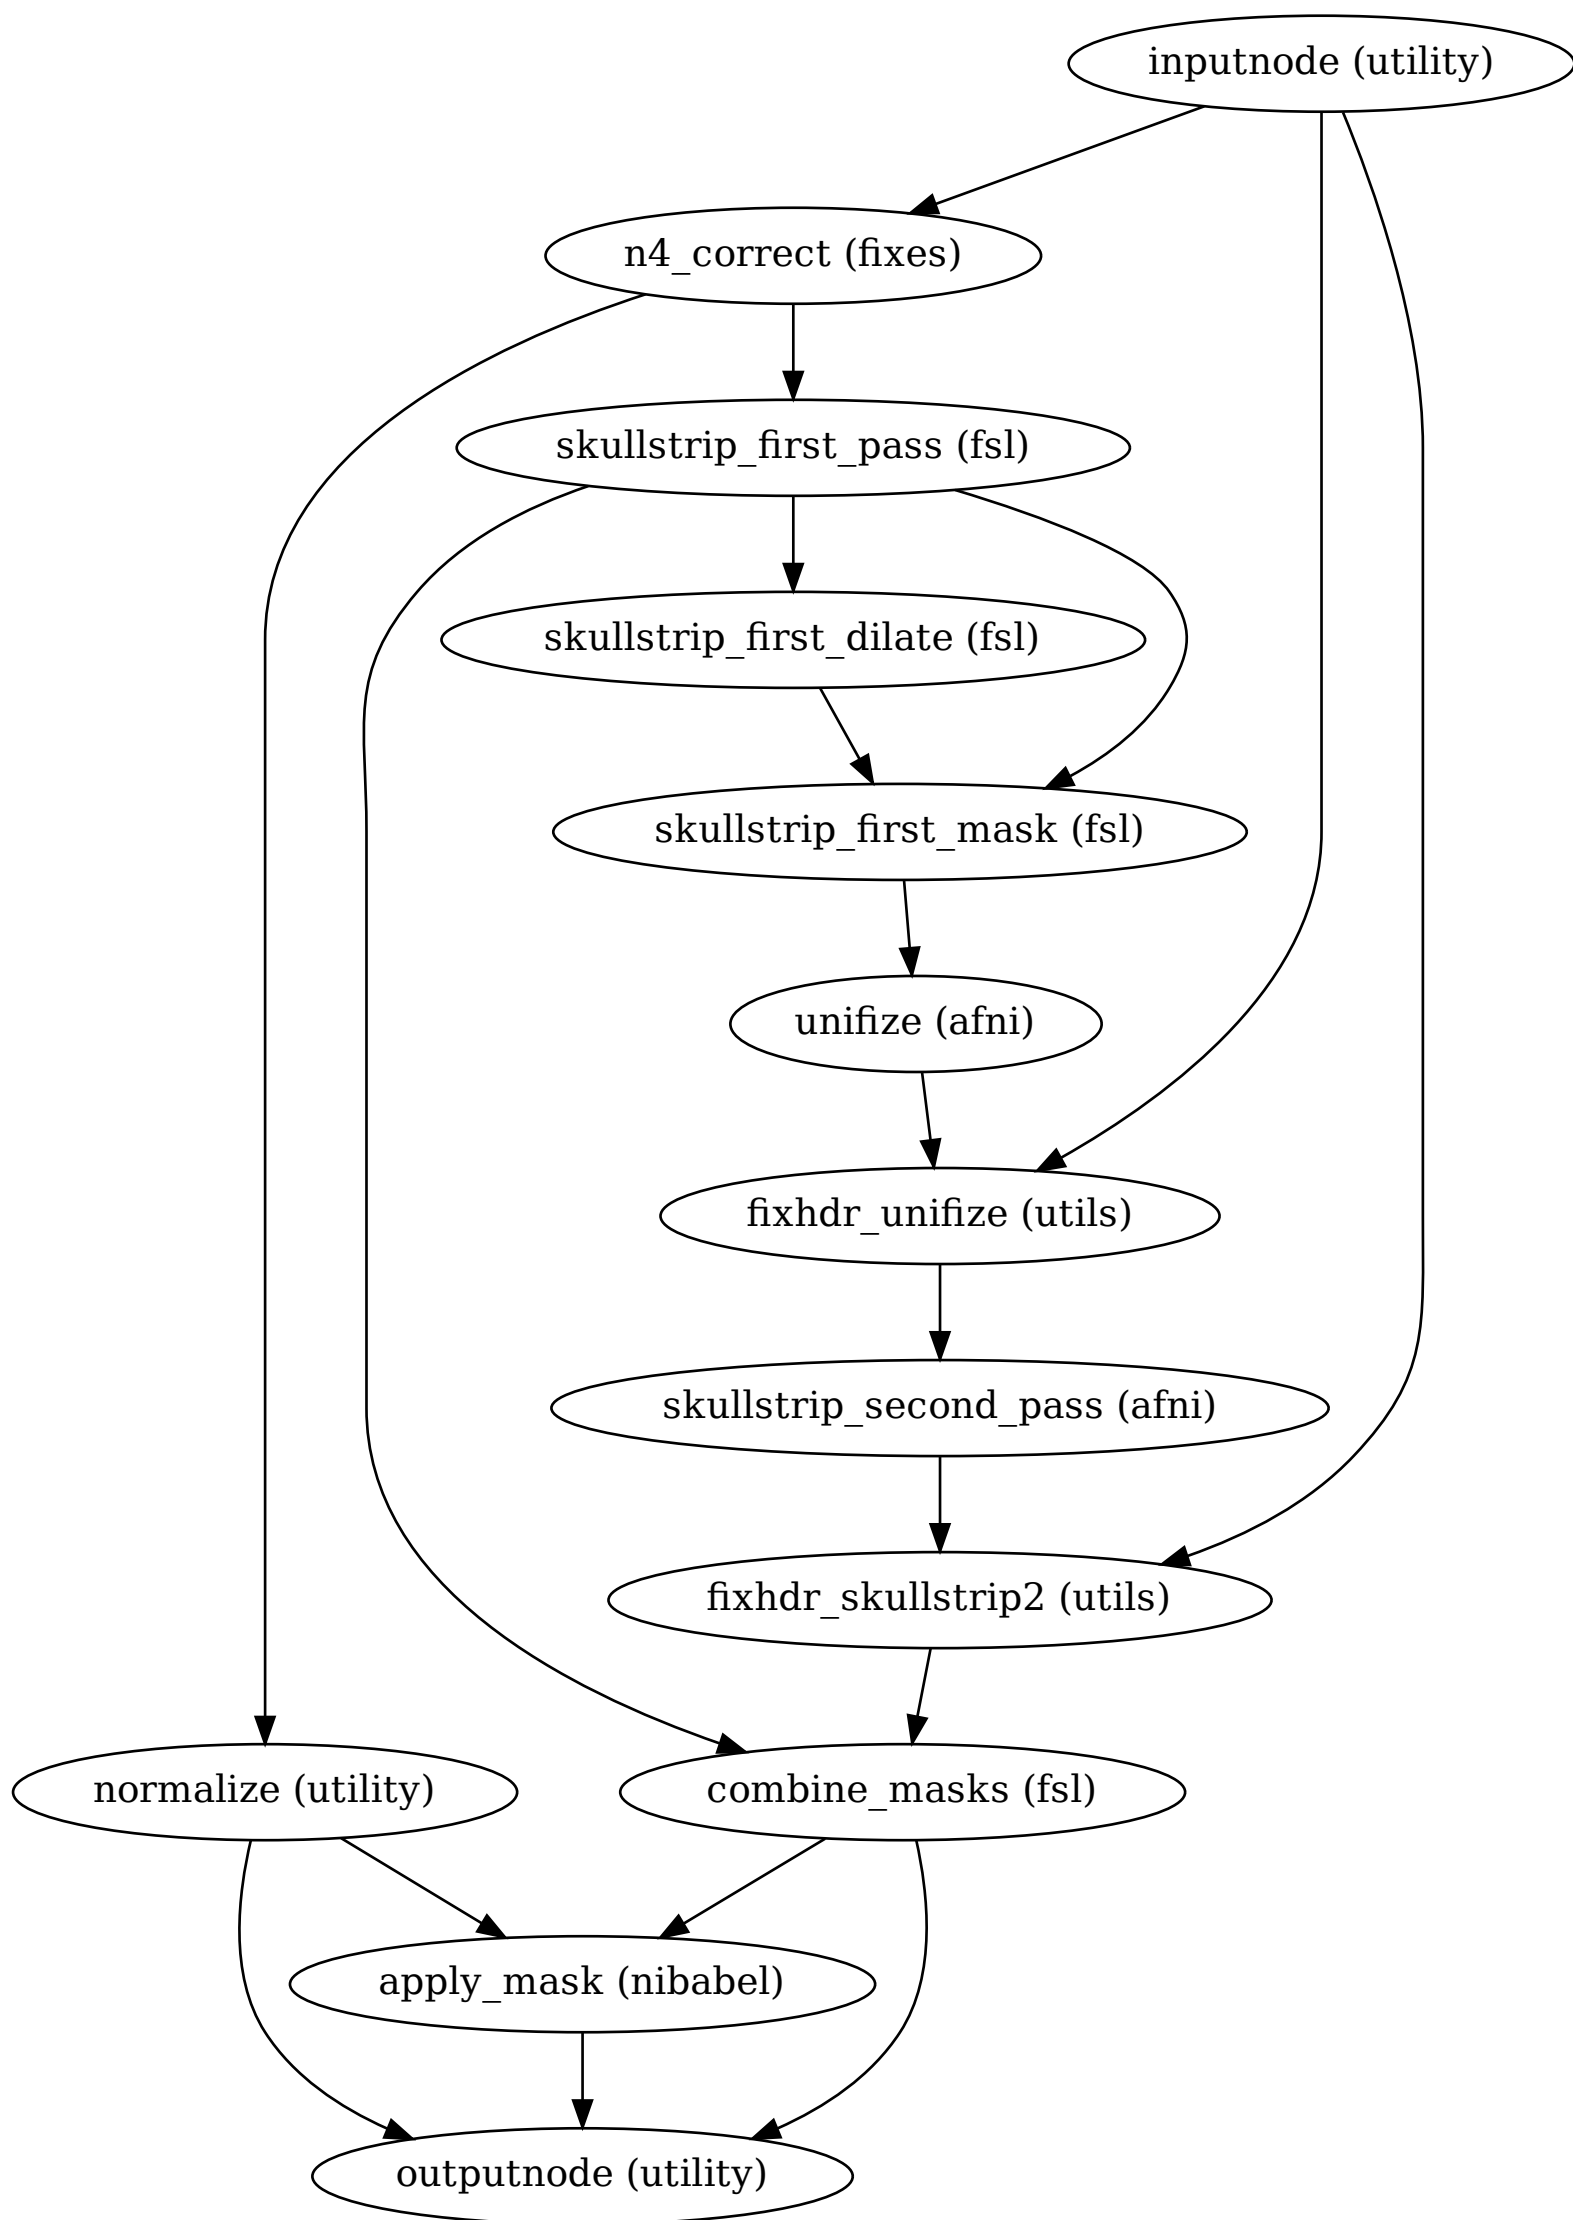 inputnode (utility)
n4_correct (fixes)
skullstrip_first_pass (fsl)
skullstrip_first_dilate (fsl)
skullstrip_first_mask (fsl)
unifize (afni)
fixhdr_unifize (utils)
skullstrip_second_pass (afni)
fixhdr_skullstrip2 (utils)
normalize (utility)
combine_masks (fsl)
apply_mask (nibabel)
outputnode (utility)